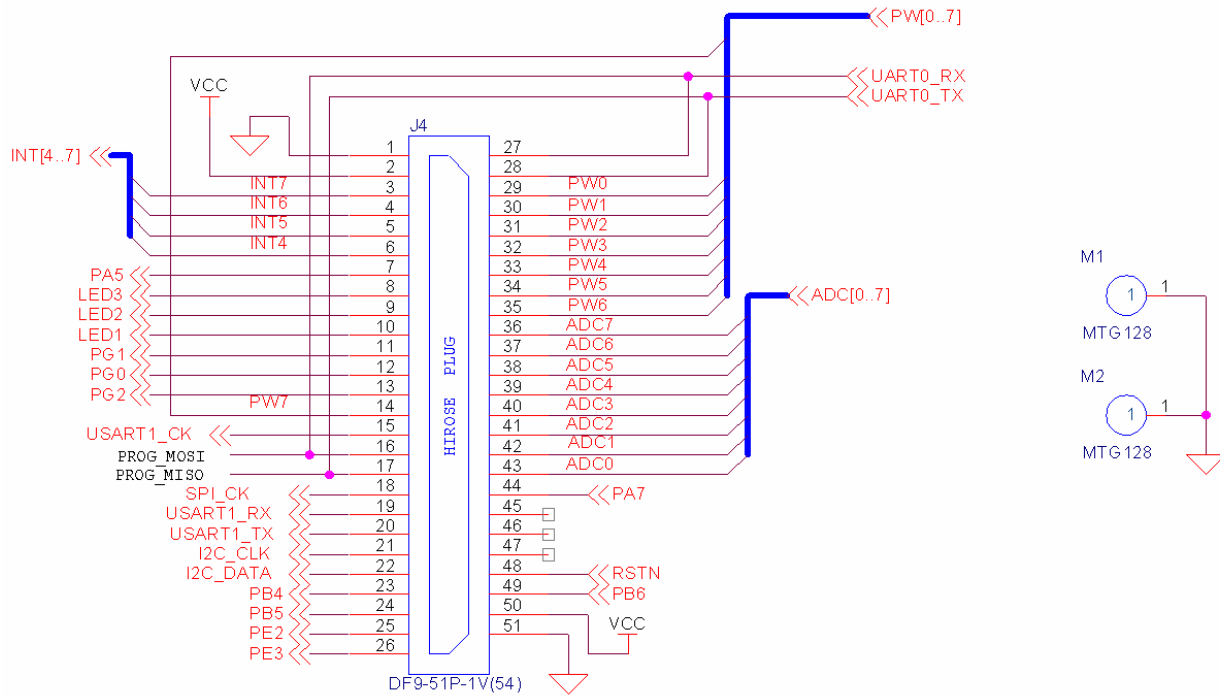 PW[0..7]
UART0_RX
UART0_TX
VCC
J4
INT[4..7]
1 27
2 28
INT7 3 29 PW0
INT6 4 30 PW1
INT5 5 31 PW2
INT4 6 32 PW3
PA5 7 33 PW4
LED3 8 34 PW5
LED2 9 35 PW6
LED1 10 36 ADC7
PG1 11 37 ADC6
PG0 12 38 ADC5
PG2 13 39 ADC4
PW7 14 40 ADC3
USART1_CK 15 41 ADC2
PROG_MOSI 16 42 ADC1
PROG_MISO 17 43 ADC0
SPI_CK 18 44 PA7
USART1_RX 19 45
USART1_TX 20 46
I2C_CLK 21 47
I2C_DATA 22 48 RSTN
PB4 23 49 PB6
PB5 24 50
PE2 25 51 VCC
PE3 26
HIROSE PLUG
DF9-51P-1V(54)
ADC[0..7]
M1
1 1
MTG128
M2
1 1
MTG128